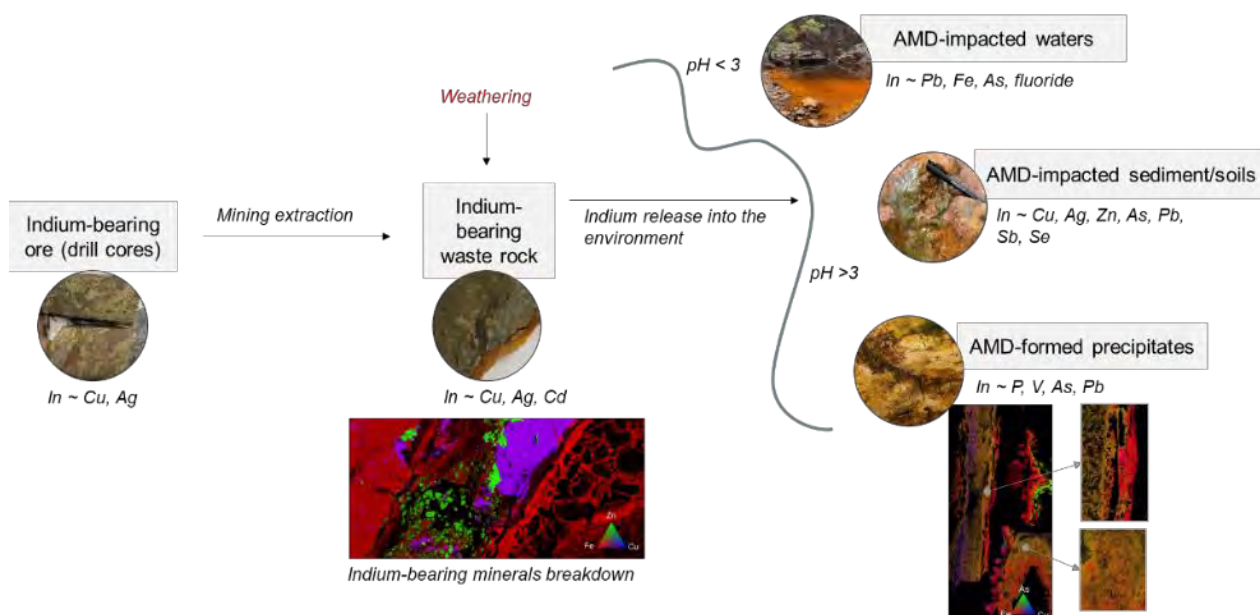 AMD-impacted waters
pH < 3
In ~ Pb, Fe, As, fluoride
Weathering
AMD-impacted sediment/soils
Indium-
bearing
waste rock
Indium-bearing
ore (drill cores)
Mining extraction
Indium release into the
environment
In ~ Cu, Ag, Zn, As, Pb,
Sb, Se
pH >3
AMD-formed precipitates
In ~ P, V, As, Pb
In ~ Cu, Ag
In ~ Cu, Ag, Cd
Zn
Fe
Cu
Indium-bearing minerals breakdown
As